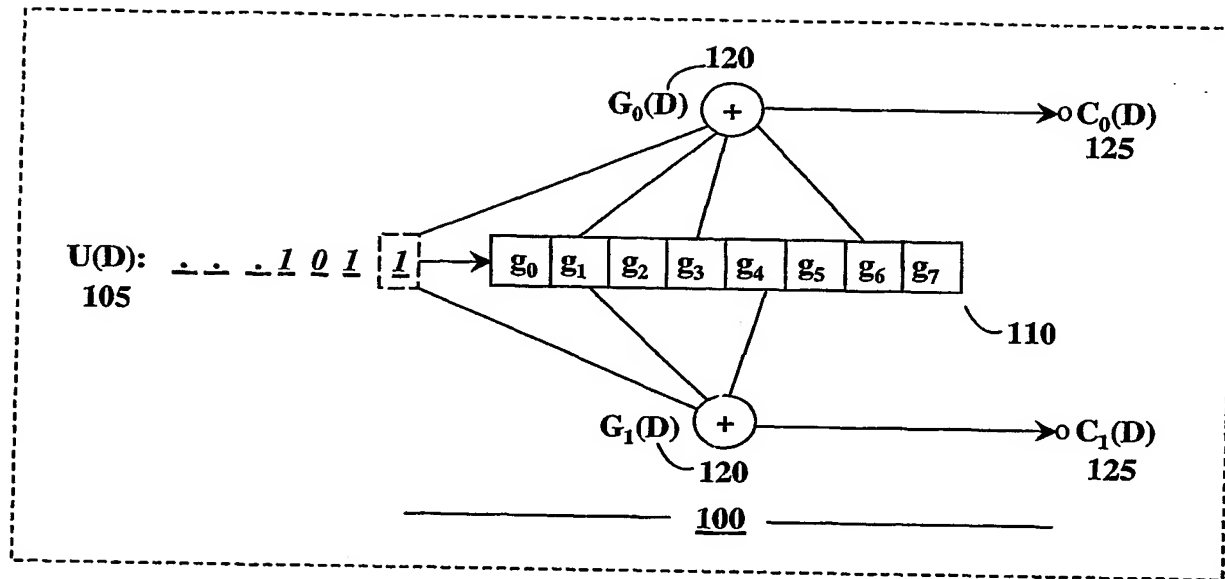 120
G₀(D) + C₀(D)
125
U(D): . . . 1 0 1 1 g₀ g₁ g₂ g₃ g₄ g₅ g₆ g₇
105
110
G₁(D) + C₁(D)
120 125
100